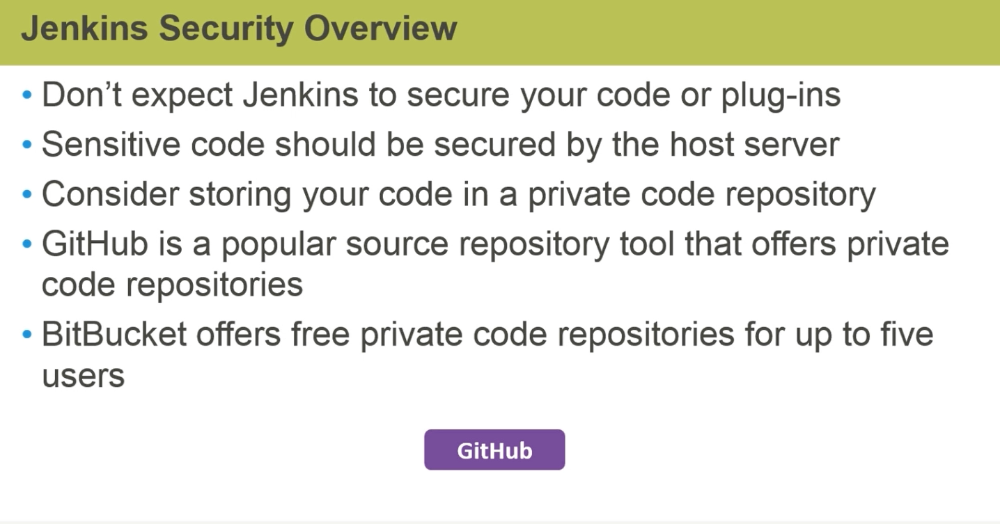 Jenkins Security Overview
• Don’t expect Jenkins to secure your code or plug-ins
• Sensitive code should be secured by the host server
• Consider storing your code in a private code repository
• GitHub is a popular source repository tool that offers private
code repositories
• BitBucket offers free private code repositories for up to five
users
GitHub